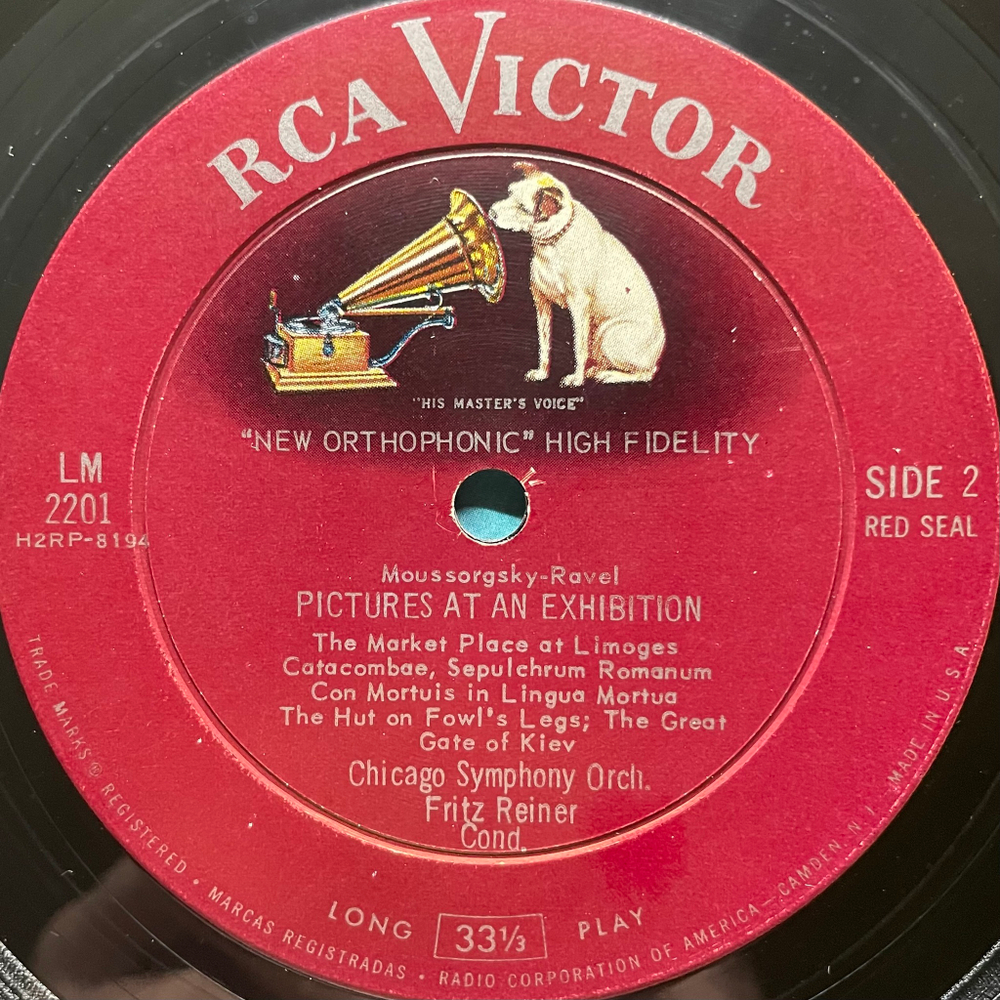 RCA VICTOR
"HIS MASTER'S VOICE"
"NEW ORTHOPHONIC" HIGH FIDELITY
LM
2201
H2RP-8194
SIDE 2
RED SEAL
Moussorgsky-Ravel
PICTURES AT AN EXHIBITION
The Market Place at Limoges
Catacombae, Sepulchrum Romanum
Con Mortuis in Lingua Mortua
The Hut on Fowl's Legs; The Great
Gate of Kiev
Chicago Symphony Orch.
Fritz Reiner
Cond.
LONG 33⅓ PLAY
TRADE MARKS ® REGISTERED • MARCAS REGISTRADAS • RADIO CORPORATION OF AMERICA—CAMDEN, N.J. MADE IN U.S.A.